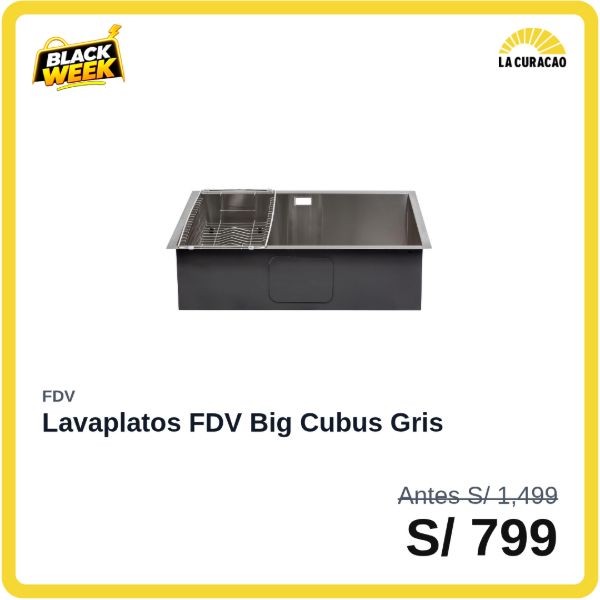 BLACK
WEEK
LA CURACAO
FDV
Lavaplatos FDV Big Cubus Gris
Antes S/ 1,499
S/ 799